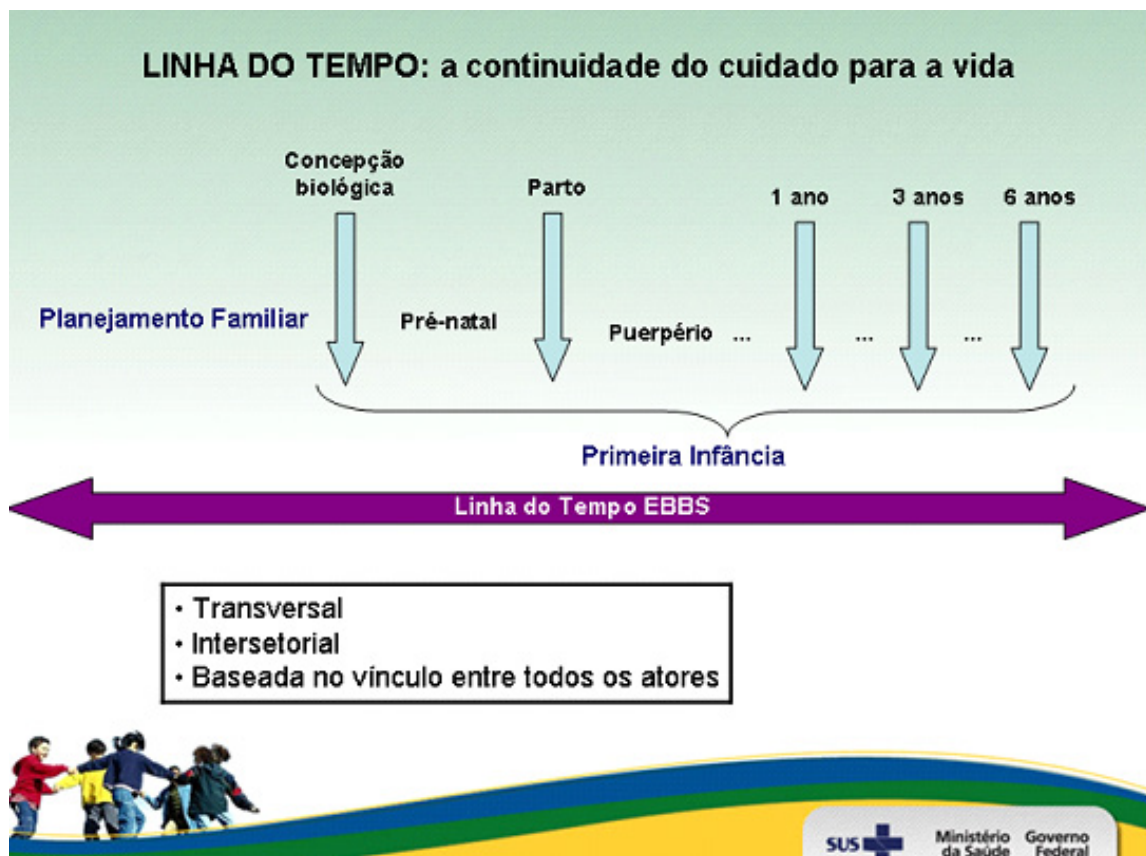 LINHA DO TEMPO: a continuidade do cuidado para a vida
Concepção
biológica
Parto
1 ano
3 anos
6 anos
Planejamento Familiar
Pré-natal
Puerpério ...
...
...
Primeira Infância
Linha do Tempo EBBS
• Transversal
• Intersetorial
• Baseada no vínculo entre todos os atores
SUS
Ministério
da Saúde
Governo
Federal